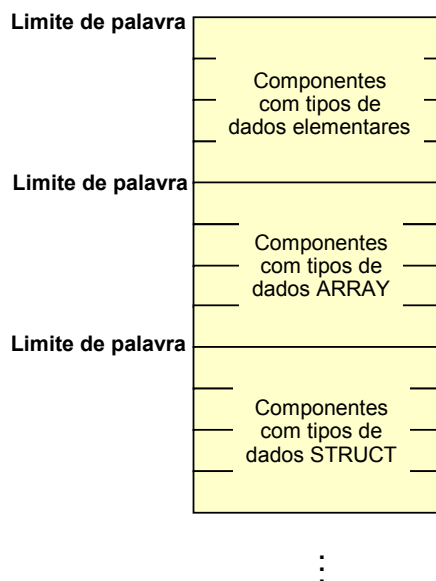 Limite de palavra
Componentes
com tipos de
dados elementares
Limite de palavra
Componentes
com tipos de
dados ARRAY
Limite de palavra
Componentes
com tipos de
dados STRUCT